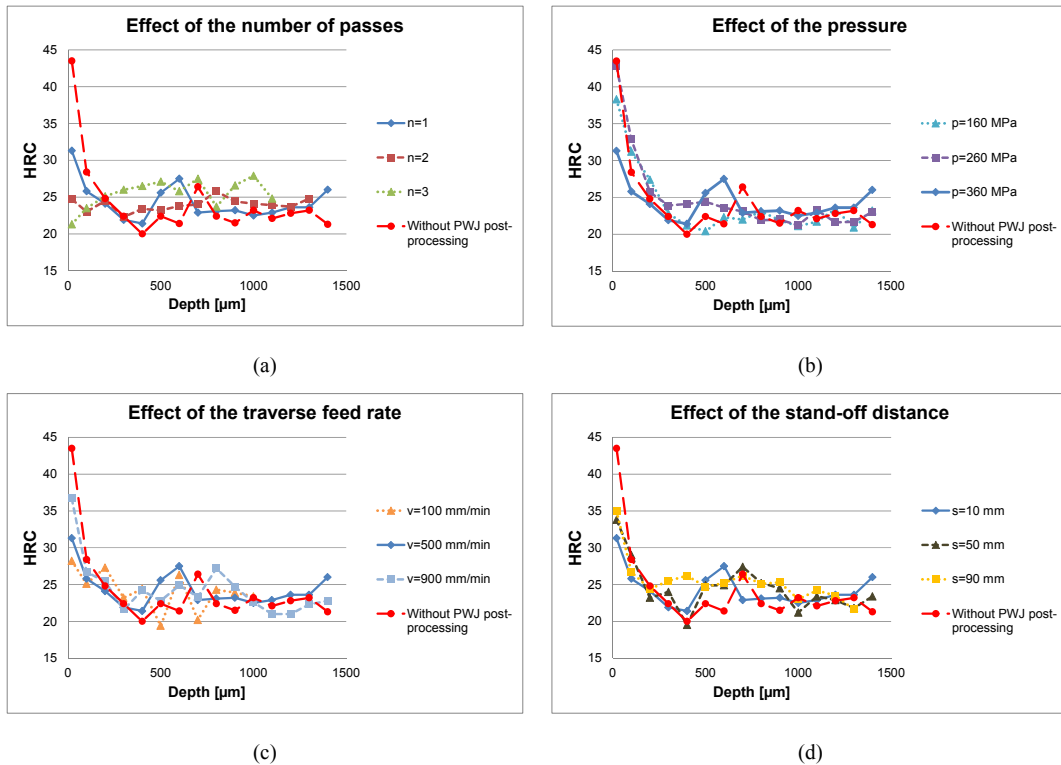 Effect of the number of passes
45
40
35
30
25
20
15
HRC
0
500
1000
1500
Depth [µm]
n=1
n=2
n=3
Without PWJ post-
processing
(a)
Effect of the pressure
45
40
35
30
25
20
15
HRC
0
500
1000
1500
Depth [µm]
p=160 MPa
p=260 MPa
p=360 MPa
Without PWJ post-
processing
(b)
Effect of the traverse feed rate
45
40
35
30
25
20
15
HRC
0
500
1000
1500
Depth [µm]
v=100 mm/min
v=500 mm/min
v=900 mm/min
Without PWJ post-
processing
(c)
Effect of the stand-off distance
45
40
35
30
25
20
15
HRC
0
500
1000
1500
Depth [µm]
s=10 mm
s=50 mm
s=90 mm
Without PWJ post-
processing
(d)